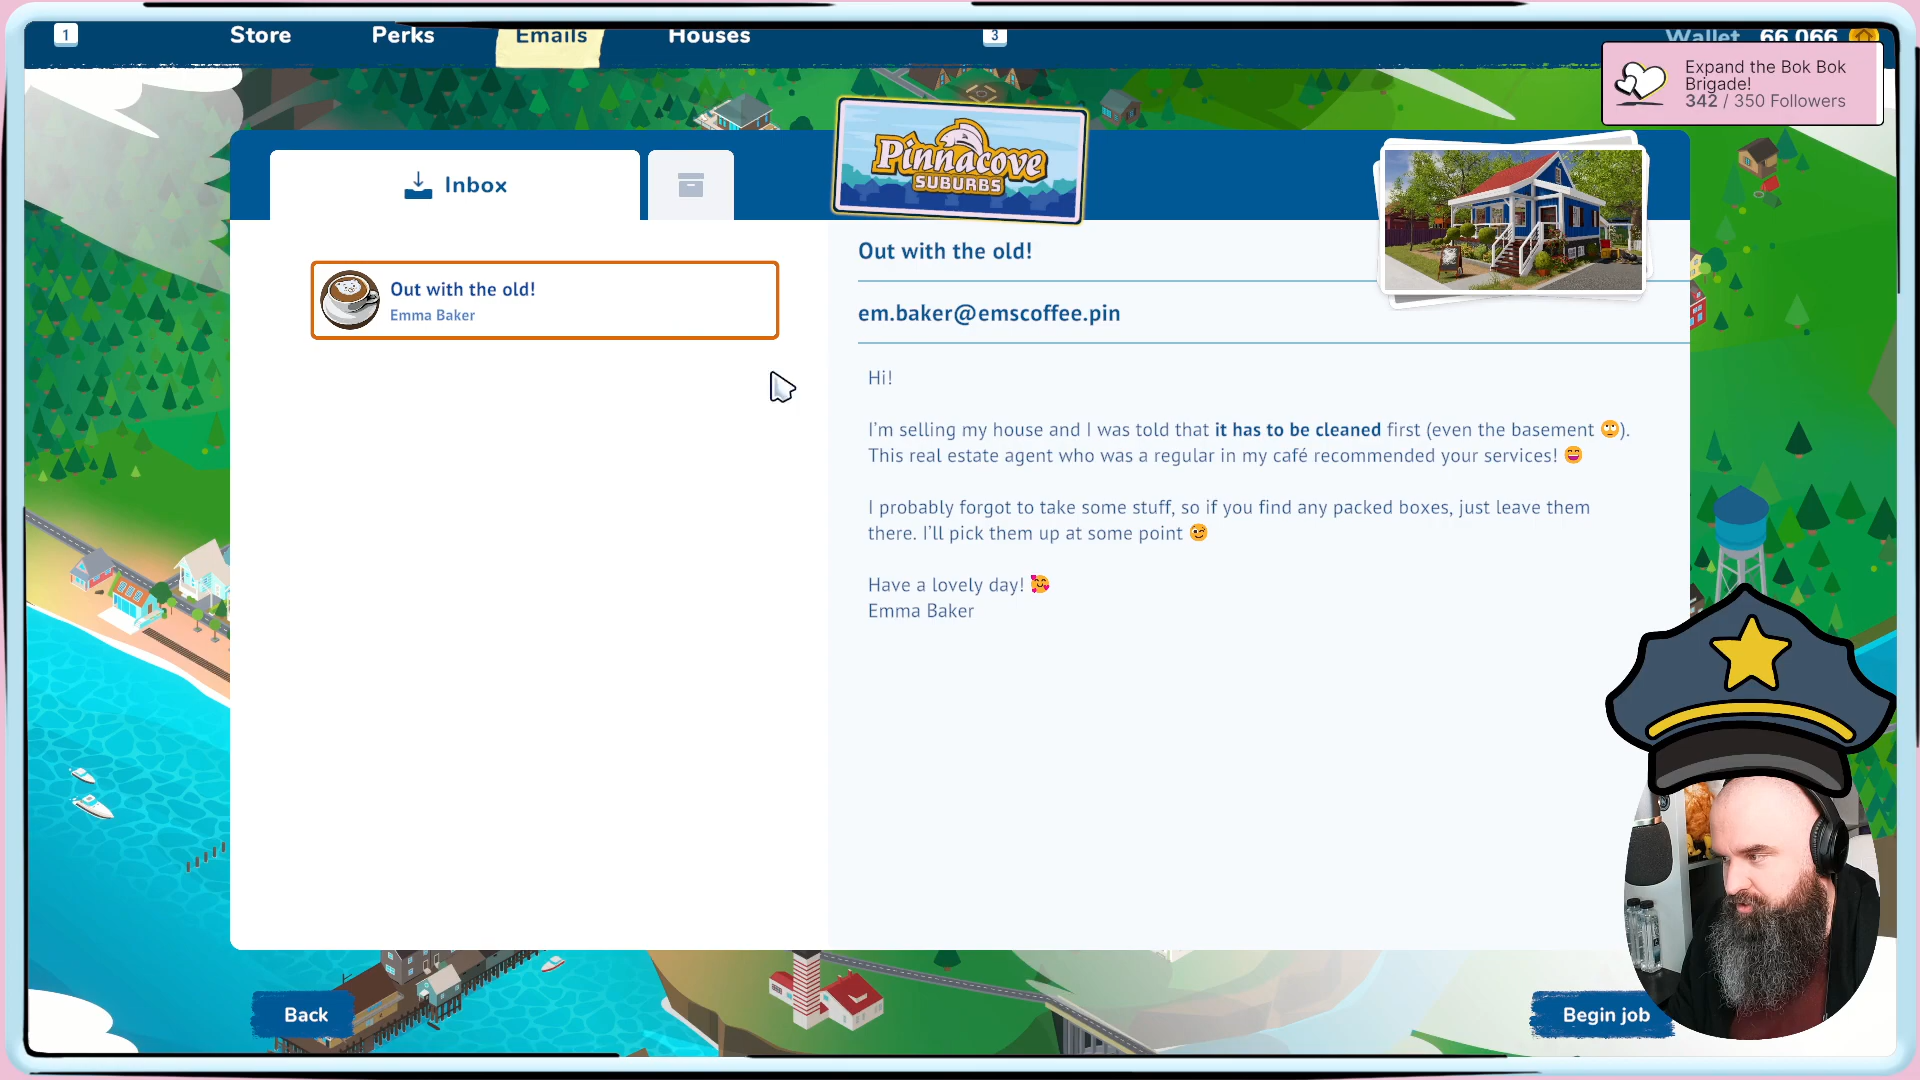 1
Store
Perks
Emails
Houses
3
Wallet 66 066
Expand the Bok Bok
Brigade!
342 / 350 Followers
Pinnacove
SUBURBS
Inbox
Out with the old!
Emma Baker
Out with the old!
em.baker@emscoffee.pin
Hi!
I'm selling my house and I was told that it has to be cleaned first (even the basement 🙄).
This real estate agent who was a regular in my café recommended your services! 😄
I probably forgot to take some stuff, so if you find any packed boxes, just leave them
there. I'll pick them up at some point 😉
Have a lovely day! 🥰
Emma Baker
Back
Begin job